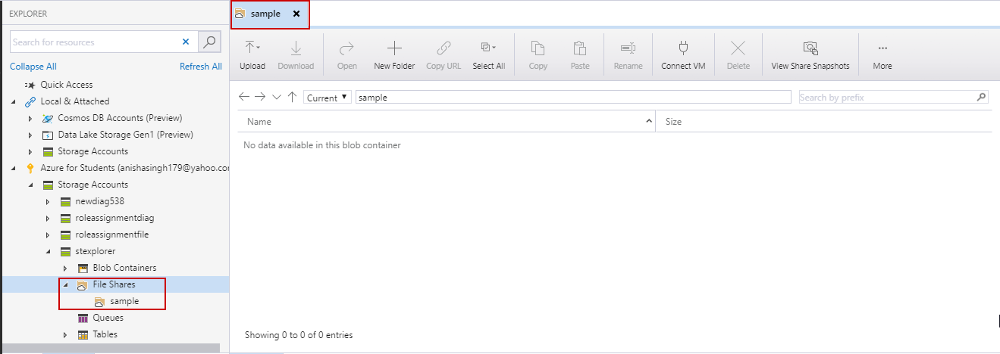 EXPLORER
Search for resources
Collapse All Refresh All
Quick Access
Local & Attached
Cosmos DB Accounts (Preview)
Data Lake Storage Gen1 (Preview)
Storage Accounts
Azure for Students (anishasingh179@yahoo.co
Storage Accounts
newdiag538
roleassignmentdiag
roleassignmentfile
stexplorer
Blob Containers
File Shares
sample
Queues
Tables
sample
Upload Download Open New Folder Copy URL Select All Copy Paste Rename Connect VM Delete View Share Snapshots More
Current sample Search by prefix
Name Size
No data available in this blob container
Showing 0 to 0 of 0 entries